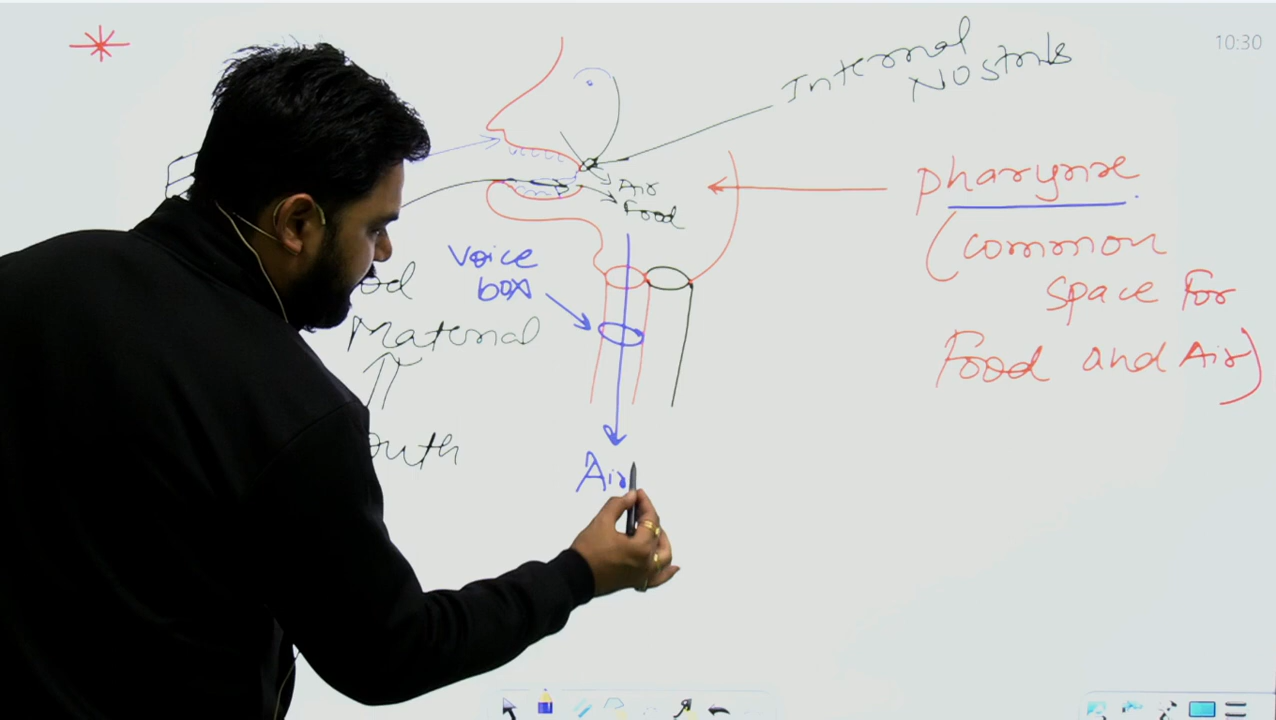 10:30
Internal
Nostrils
Air
Food
pharynx
(common
space For
Food and Air)
Voice
box
od
Material
outh
Air